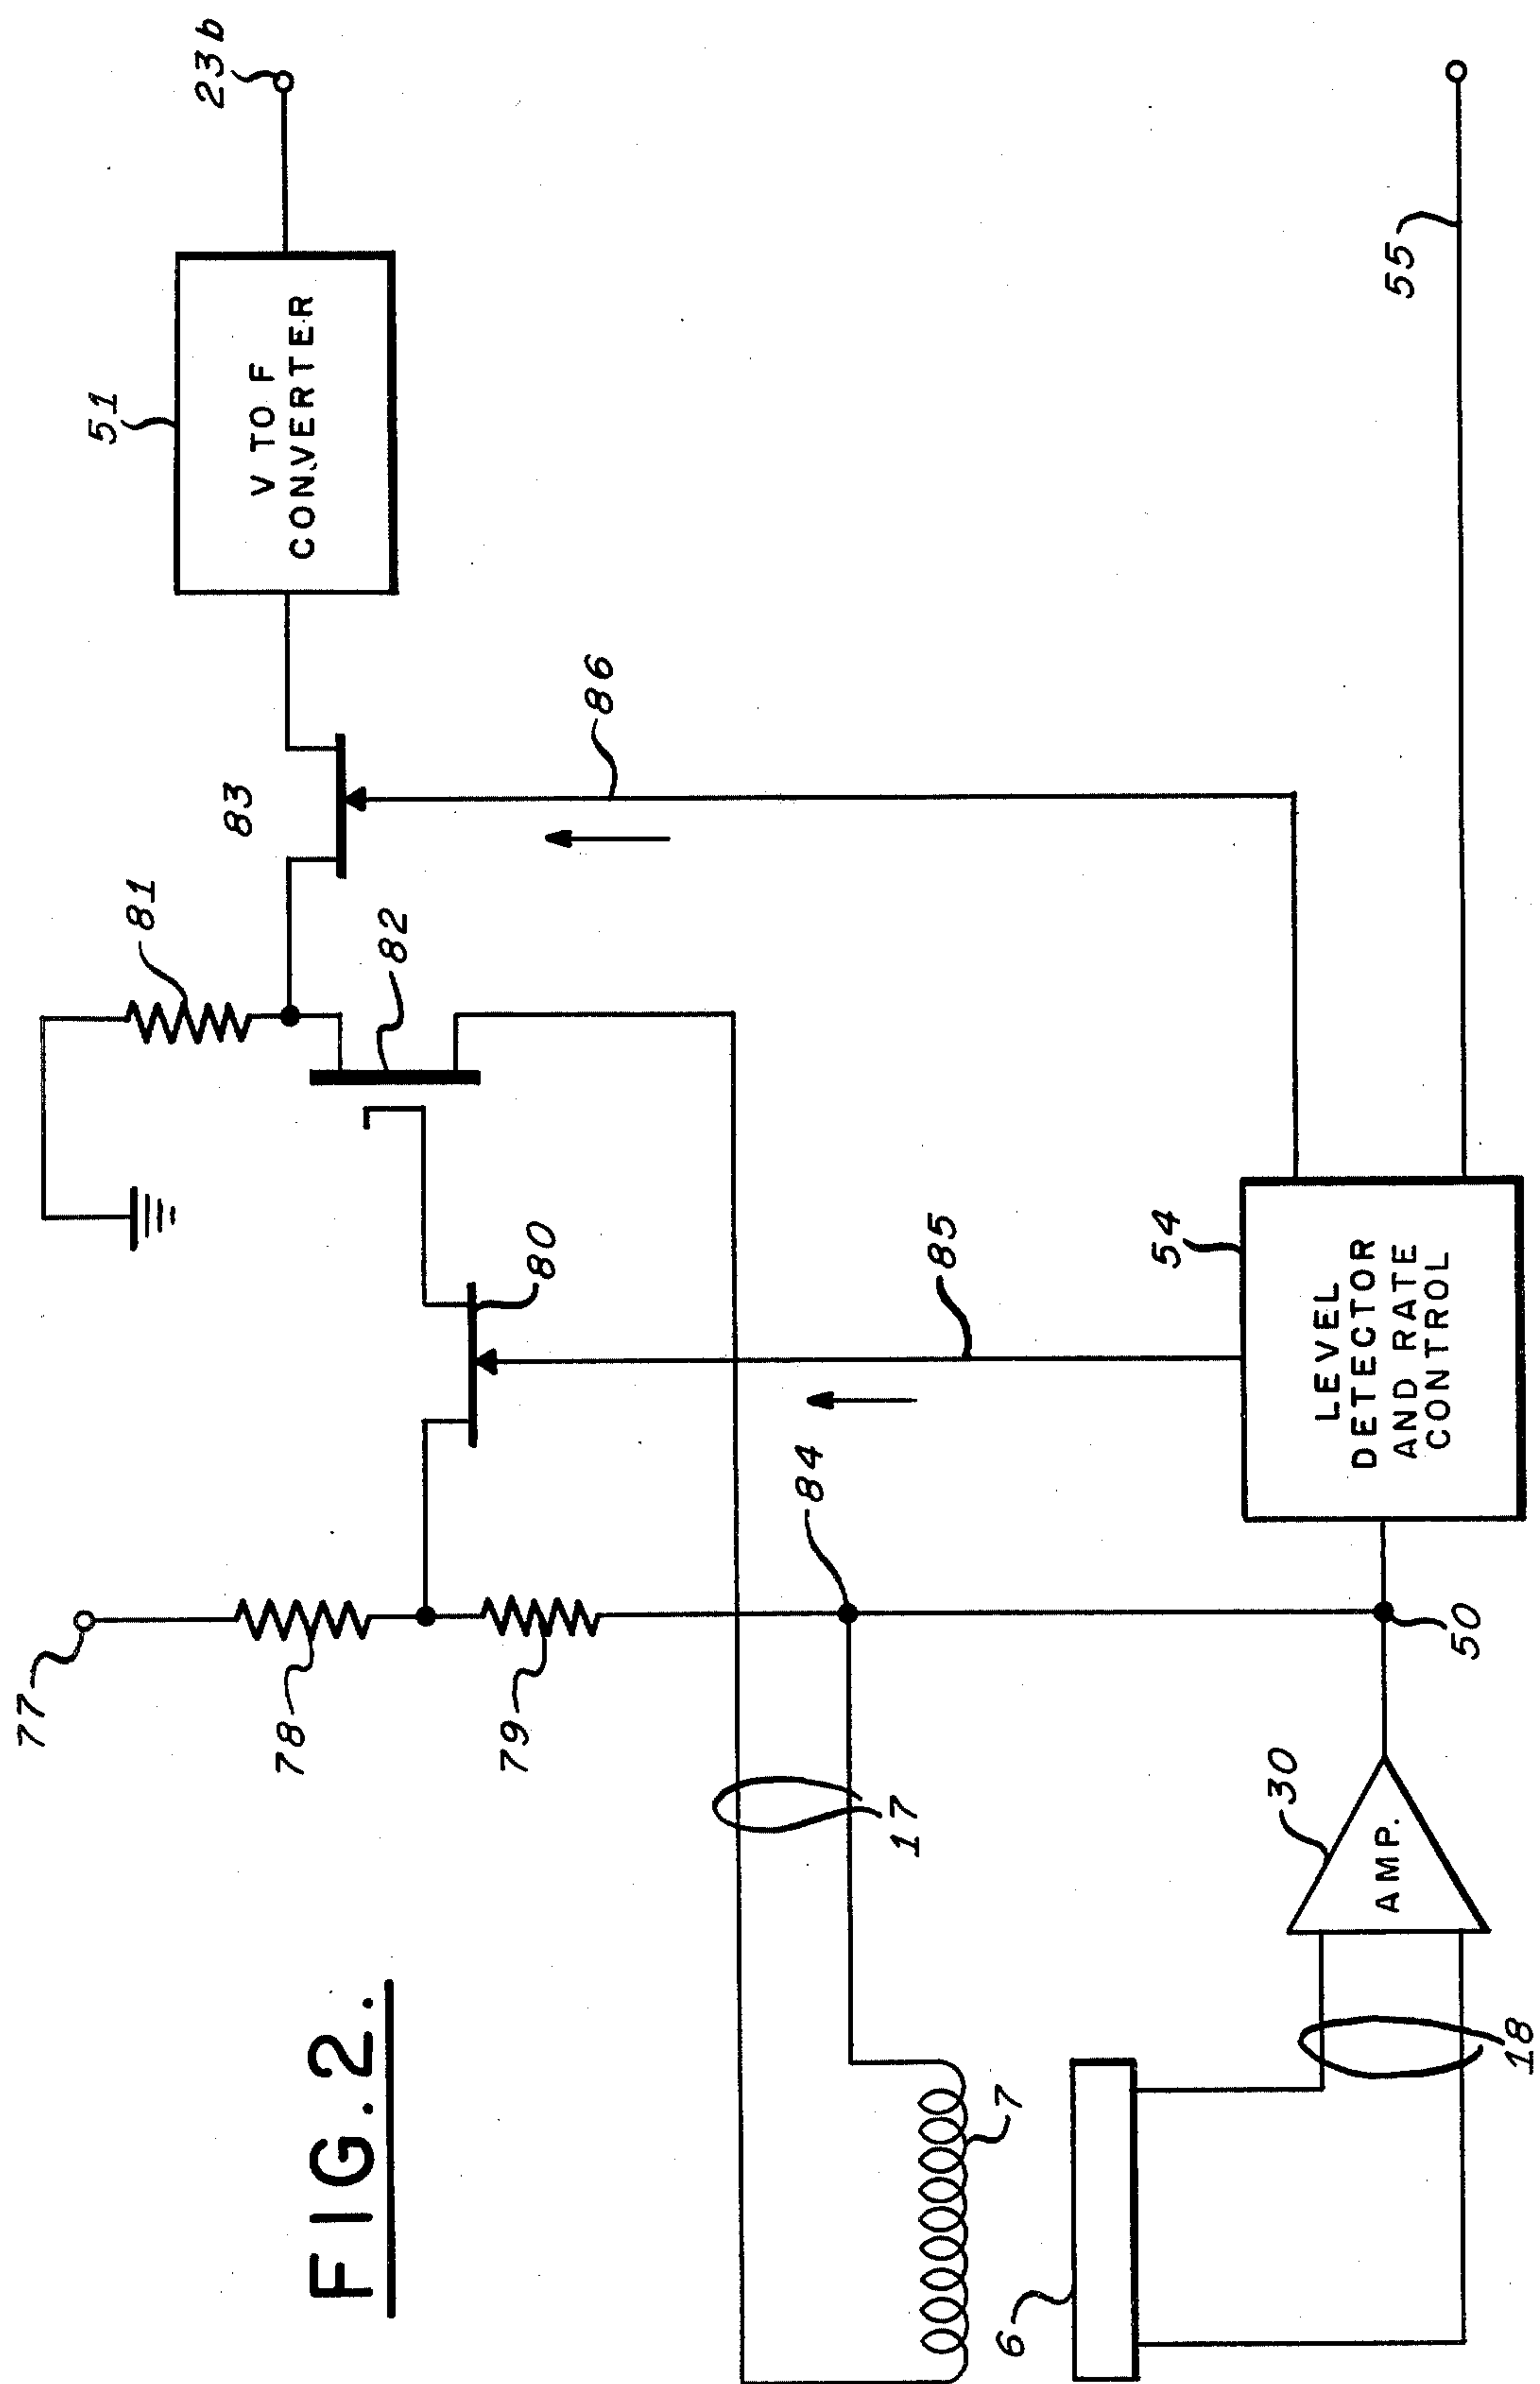 FIG.2.
77
78
79
80
81
82
83
51
V TO F
CONVERTER
23b
17
84
85
86
7
6
18
30
AMP.
50
54
LEVEL
DETECTOR
AND RATE
CONTROL
55